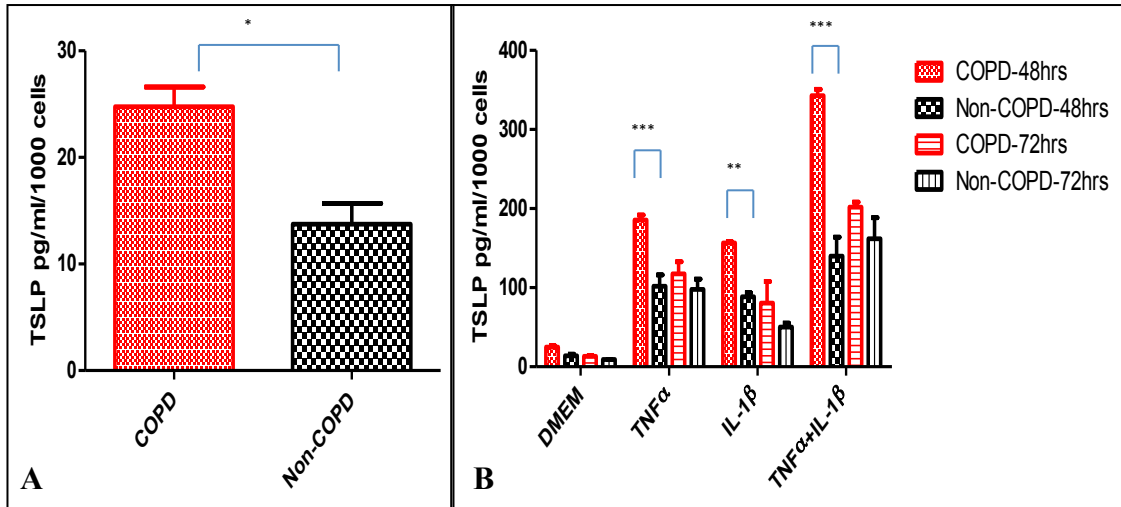 *
30
20
10
0
TSLP pg/ml/1000 cells
COPD
Non-COPD
A
***
**
***
400
300
200
100
0
TSLP pg/ml/1000 cells
DMEM
TNFα
IL-1β
TNFα+IL-1β
COPD-48hrs
Non-COPD-48hrs
COPD-72hrs
Non-COPD-72hrs
B